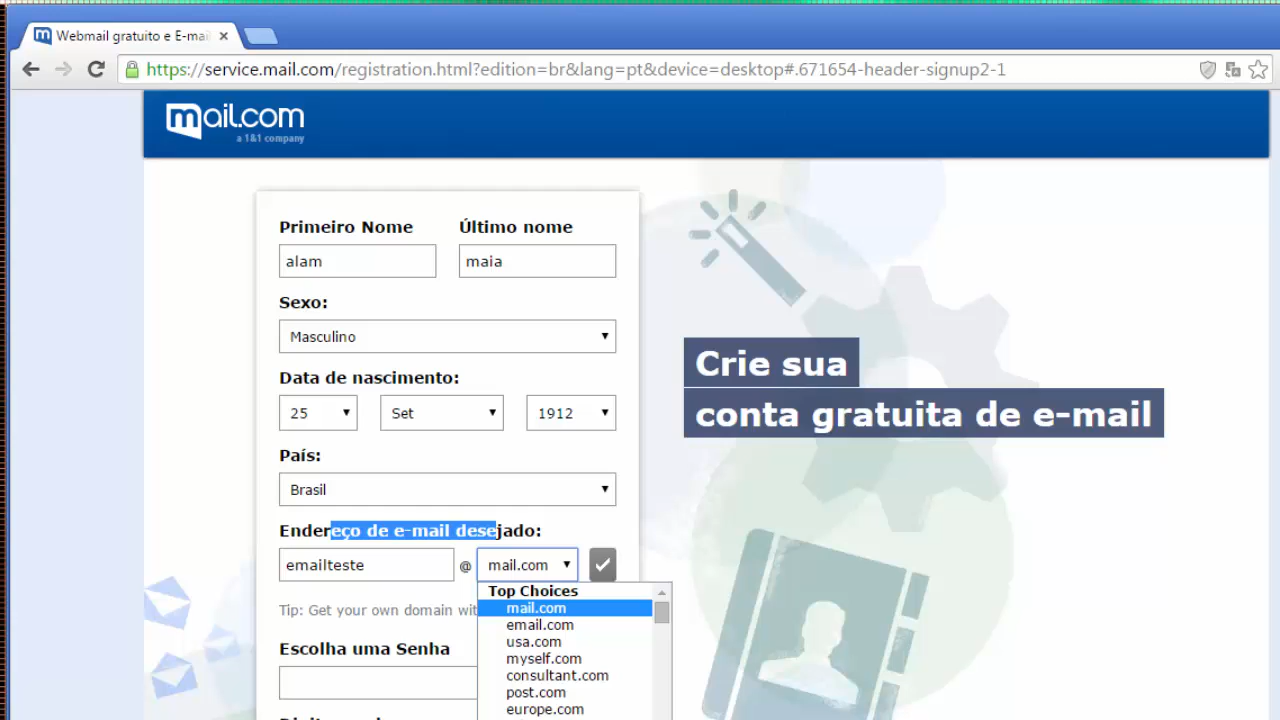 Webmail gratuito e E-mai
https://service.mail.com/registration.html?edition=br&lang=pt&device=desktop#.671654-header-signup2-1
mail.com
a 1&1 company
Primeiro Nome Último nome
alam maia
Sexo:
Masculino
Data de nascimento:
25 Set 1912
País:
Brasil
Endereço de e-mail desejado:
emailteste @ mail.com
Top Choices
mail.com
email.com
usa.com
myself.com
consultant.com
post.com
europe.com
Tip: Get your own domain wit
Escolha uma Senha
Crie sua
conta gratuita de e-mail